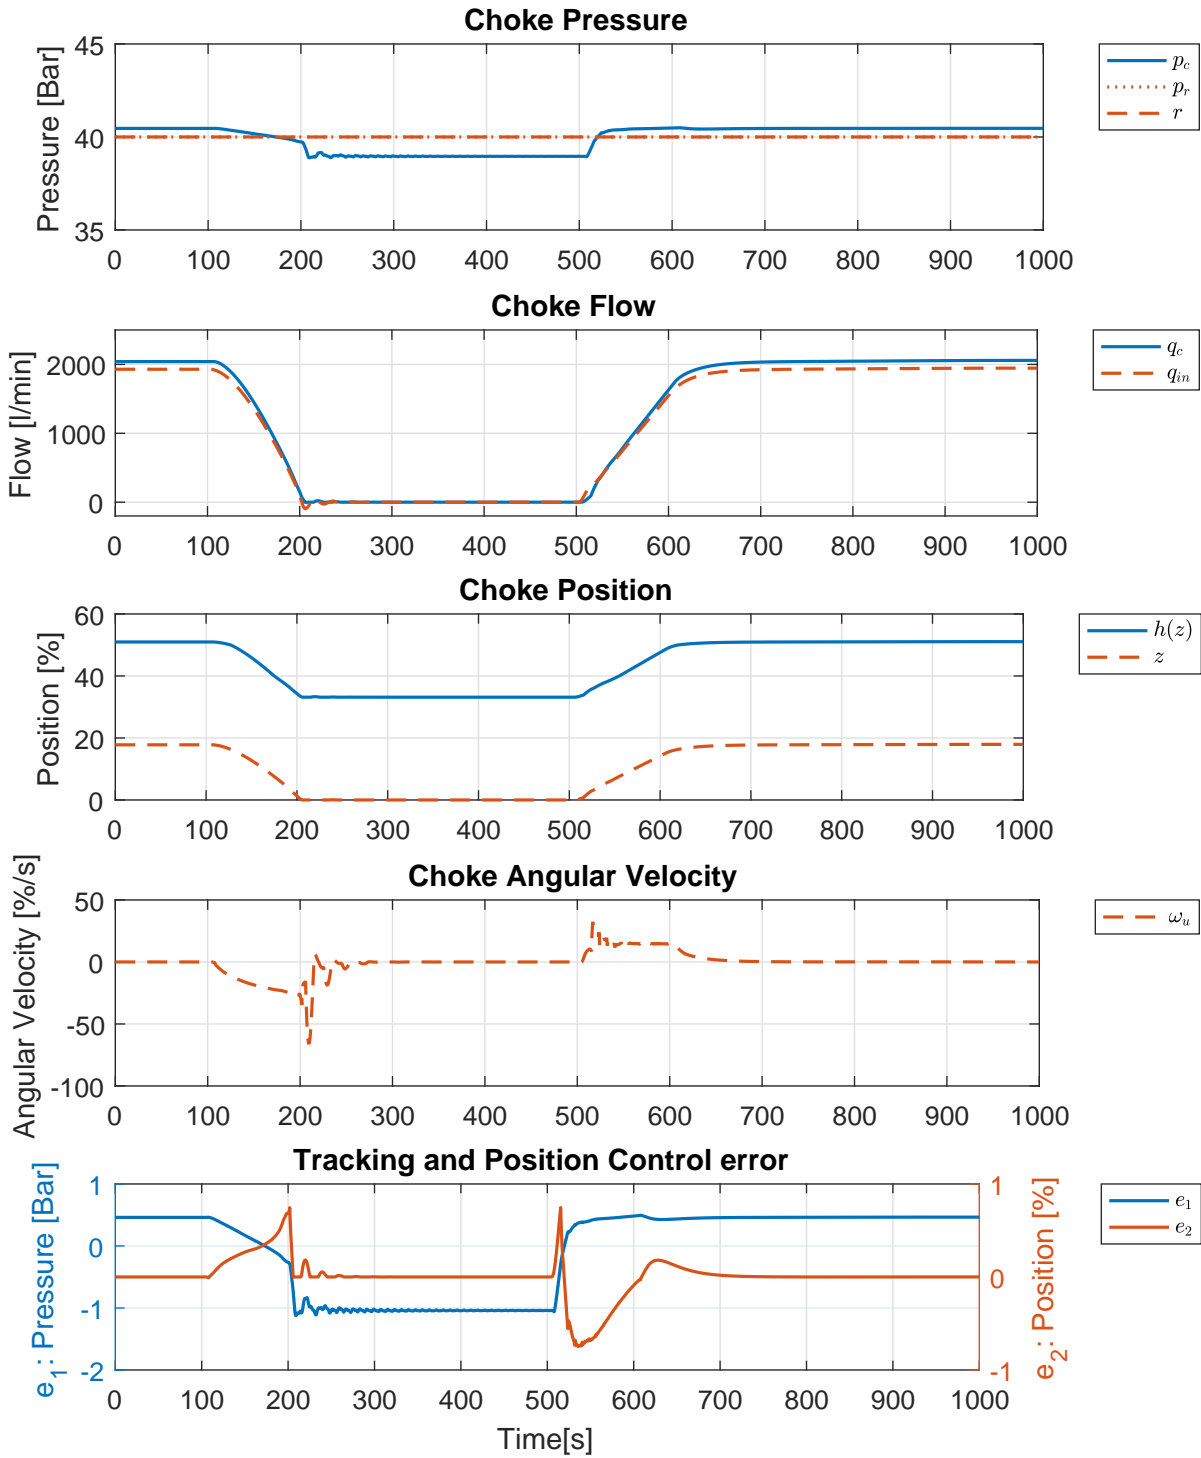 Choke Pressure
Pressure [Bar]
45
40
35
0 100 200 300 400 500 600 700 800 900 1000
p_c
p_r
r
Choke Flow
Flow [l/min]
2000
1000
0
0 100 200 300 400 500 600 700 800 900 1000
q_c
q_in
Choke Position
Position [%]
60
40
20
0
0 100 200 300 400 500 600 700 800 900 1000
h(z)
z
Choke Angular Velocity
Angular Velocity [%/s]
50
0
-50
-100
0 100 200 300 400 500 600 700 800 900 1000
ω_u
Tracking and Position Control error
e_1: Pressure [Bar]
1
0
-1
-2
1
0
-1
e_2: Position [%]
0 100 200 300 400 500 600 700 800 900 1000
Time[s]
e_1
e_2